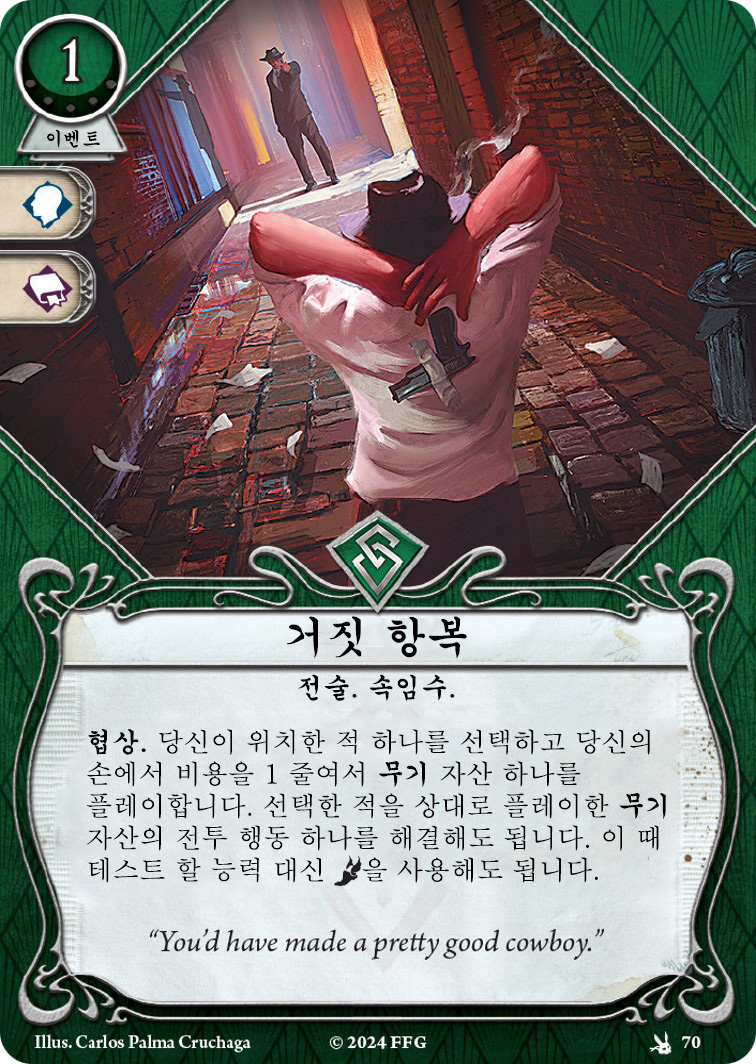 1
이벤트
거짓 항복
전술. 속임수.
협상. 당신이 위치한 적 하나를 선택하고 당신의
손에서 비용을 1 줄여서 무기 자산 하나를
플레이합니다. 선택한 적을 상대로 플레이한 무기
자산의 전투 행동 하나를 해결해도 됩니다. 이 때
테스트 할 능력 대신 을 사용해도 됩니다.
“You’d have made a pretty good cowboy.”
Illus. Carlos Palma Cruchaga © 2024 FFG 70